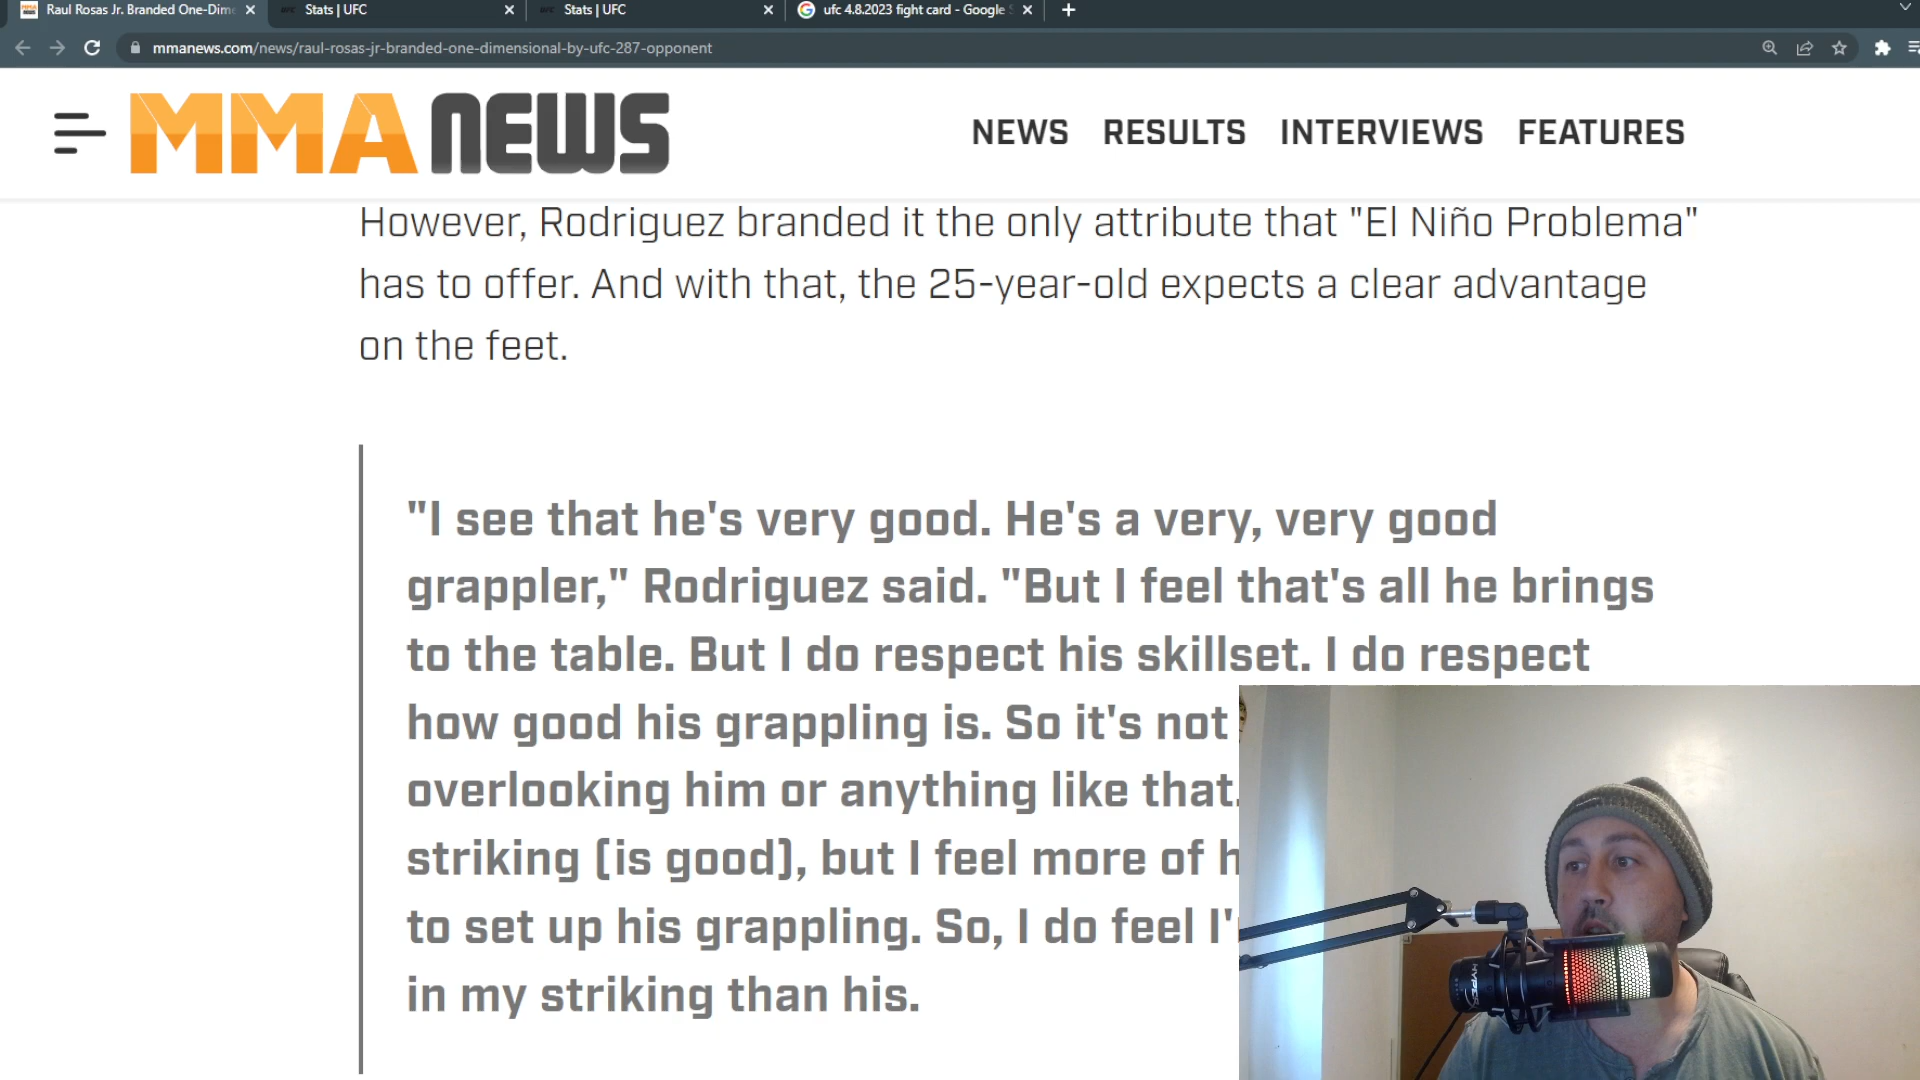 Raul Rosas Jr. Branded One-Dim
Stats | UFC
Stats | UFC
ufc 4.8.2023 fight card - Google
mmanews.com/news/raul-rosas-jr-branded-one-dimensional-by-ufc-287-opponent
MMA NEWS
NEWS RESULTS INTERVIEWS FEATURES
However, Rodriguez branded it the only attribute that "El Niño Problema"
has to offer. And with that, the 25-year-old expects a clear advantage
on the feet.
"I see that he's very good. He's a very, very good
grappler," Rodriguez said. "But I feel that's all he brings
to the table. But I do respect his skillset. I do respect
how good his grappling is. So it's not
overlooking him or anything like that.
striking (is good), but I feel more of h
to set up his grappling. So, I do feel I'
in my striking than his.
HYPERX